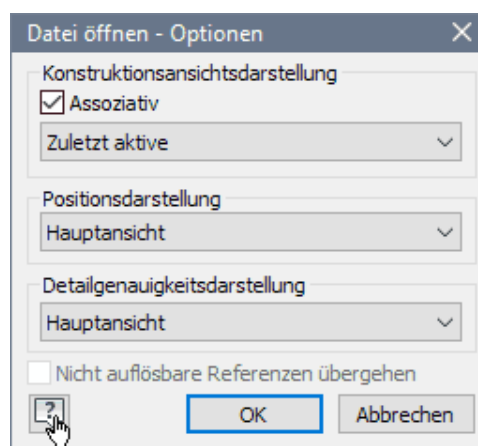 Datei öffnen - Optionen
Konstruktionsansichtsdarstellung
Assoziativ
Zuletzt aktive
Positionsdarstellung
Hauptansicht
Detailgenauigkeitsdarstellung
Hauptansicht
Nicht auflösbare Referenzen übergehen
?
OK Abbrechen